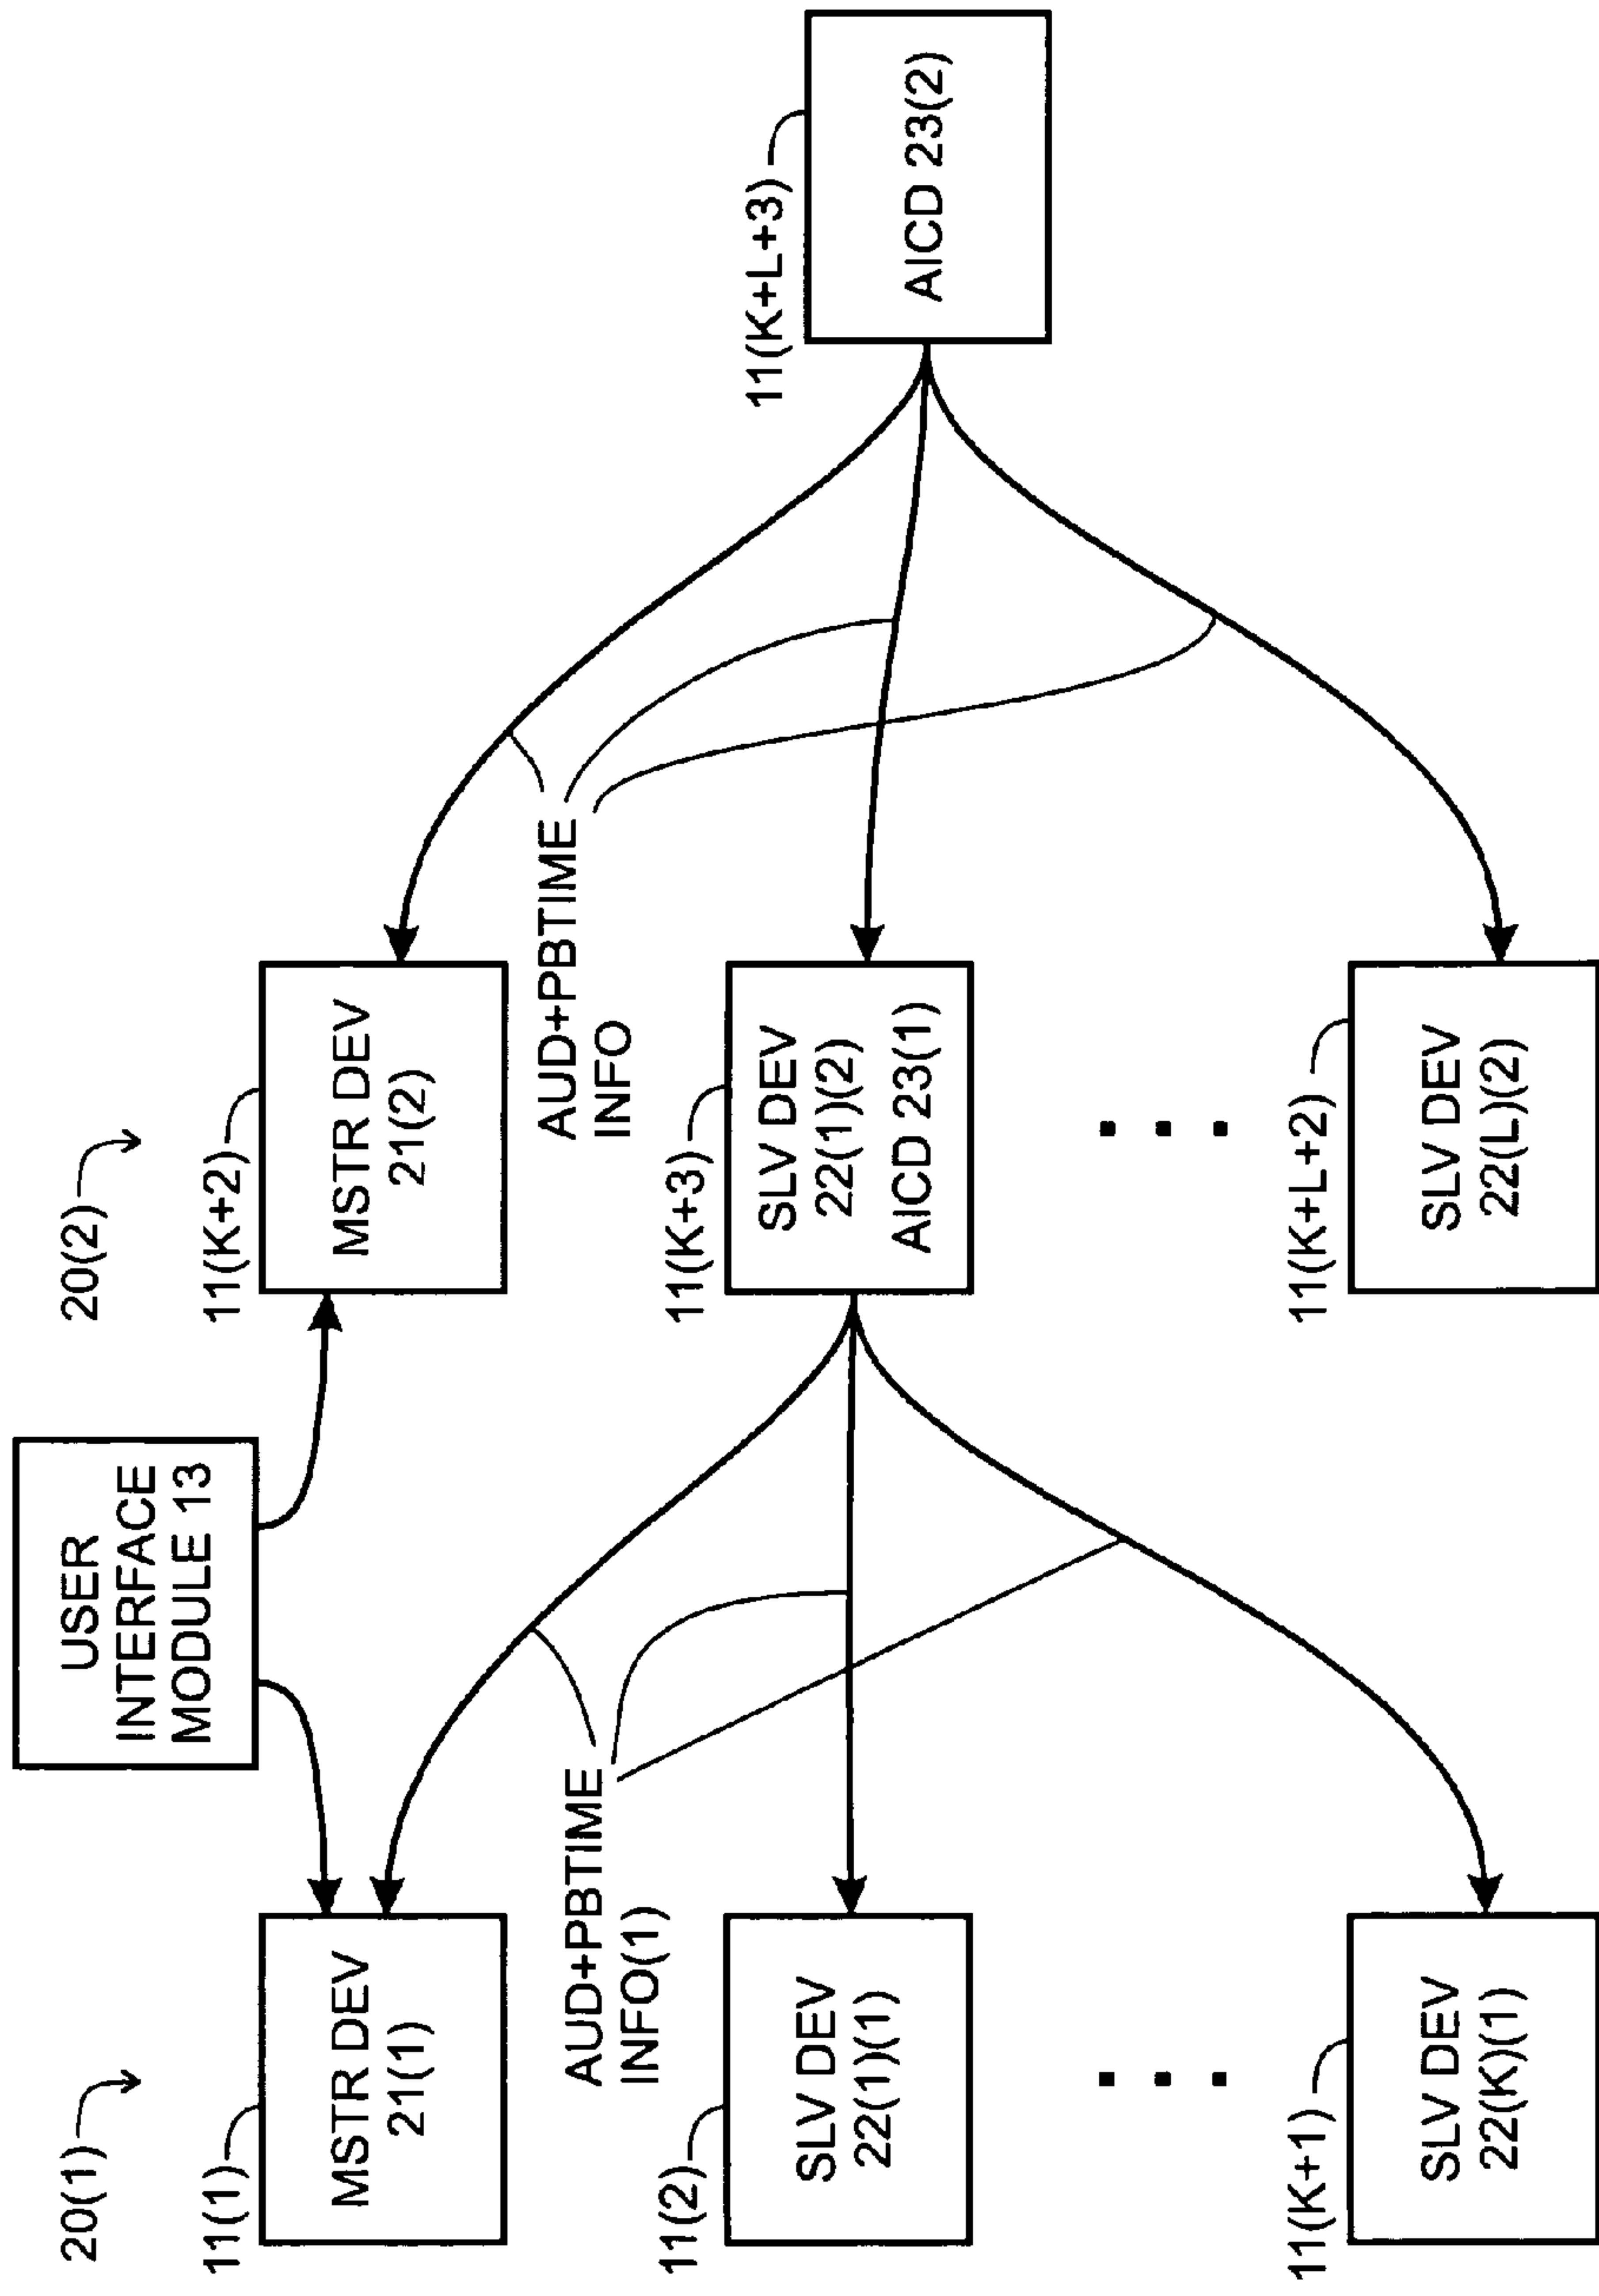 USER
INTERFACE
MODULE 13
20(1)
20(2)
11(1)
MSTR DEV
21(1)
11(K+2)
MSTR DEV
21(2)
AUD+PBTIME
INFO(1)
AUD+PBTIME
INFO
11(2)
SLV DEV
22(1)(1)
11(K+3)
SLV DEV
22(1)(2)
AICD 23(1)
11(K+L+3)
AICD 23(2)
11(K+1)
SLV DEV
22(K)(1)
11(K+L+2)
SLV DEV
22(L)(2)